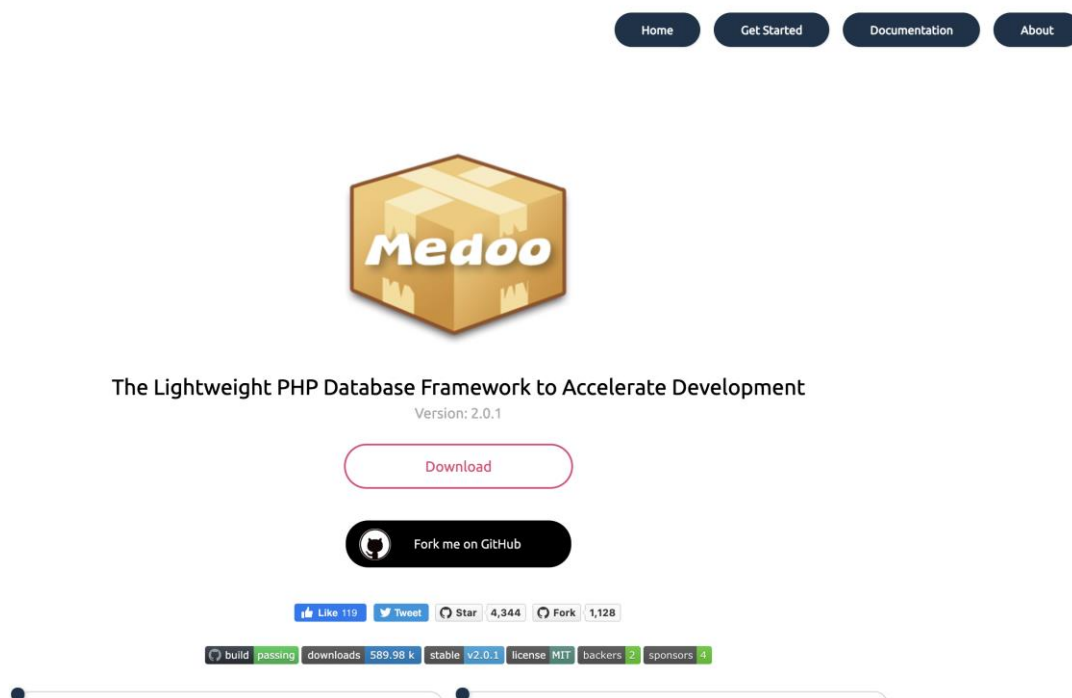 Home Get Started Documentation About
Medoo
The Lightweight PHP Database Framework to Accelerate Development
Version: 2.0.1
Download
Fork me on GitHub
Like 119 Tweet Star 4,344 Fork 1,128
build passing downloads 589.98 k stable v2.0.1 license MIT backers 2 sponsors 4